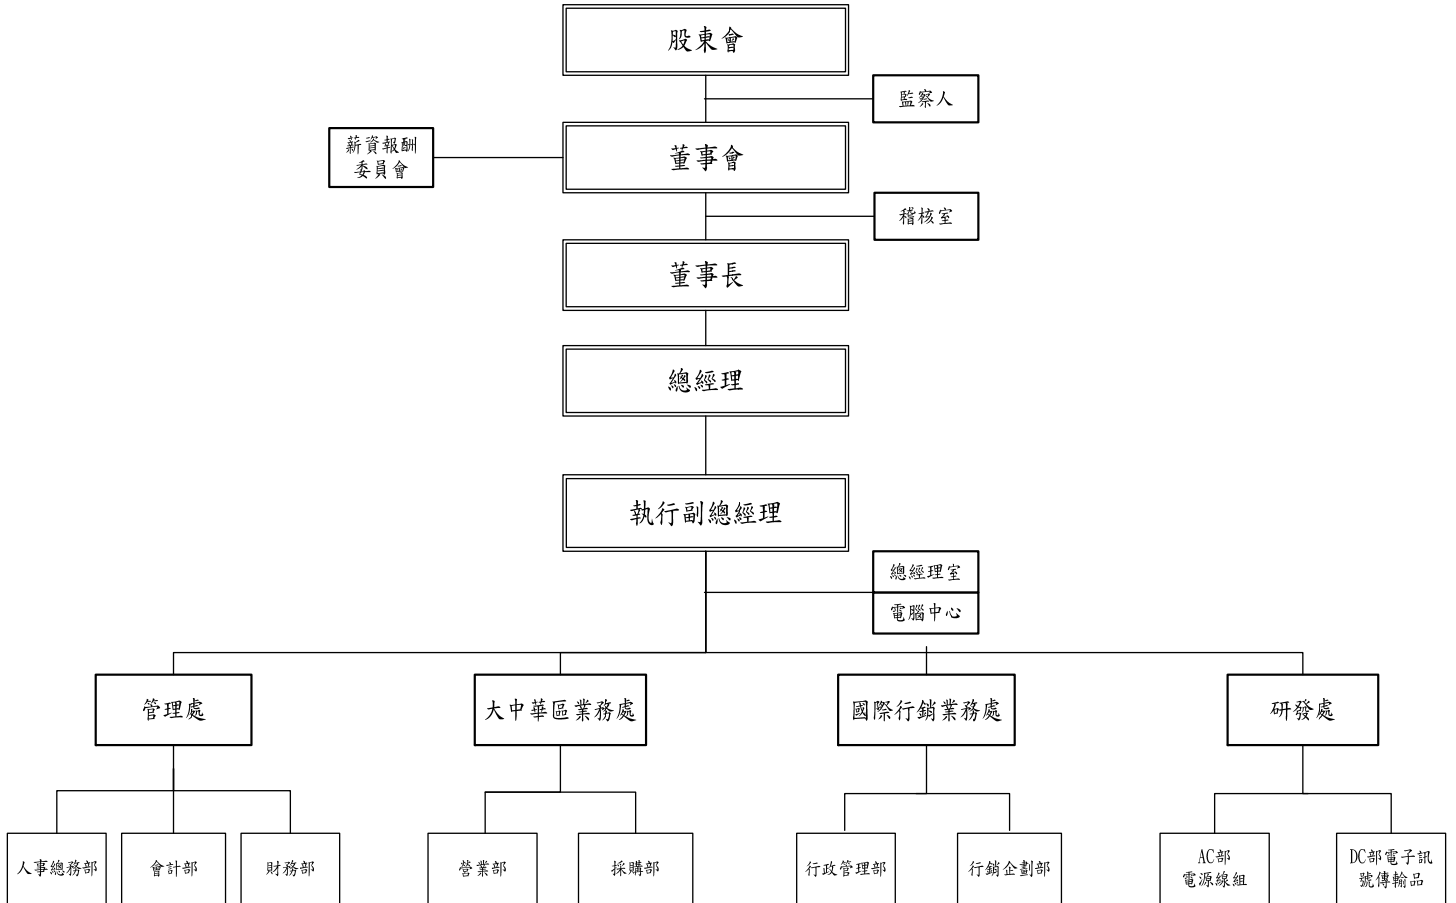 股東會
監察人
薪資報酬
委員會
董事會
稽核室
董事長
總經理
執行副總經理
總經理室
電腦中心
管理處
大中華區業務處
國際行銷業務處
研發處
人事總務部
會計部
財務部
營業部
採購部
行政管理部
行銷企劃部
AC部
電源線組
DC部電子訊
號傳輸品